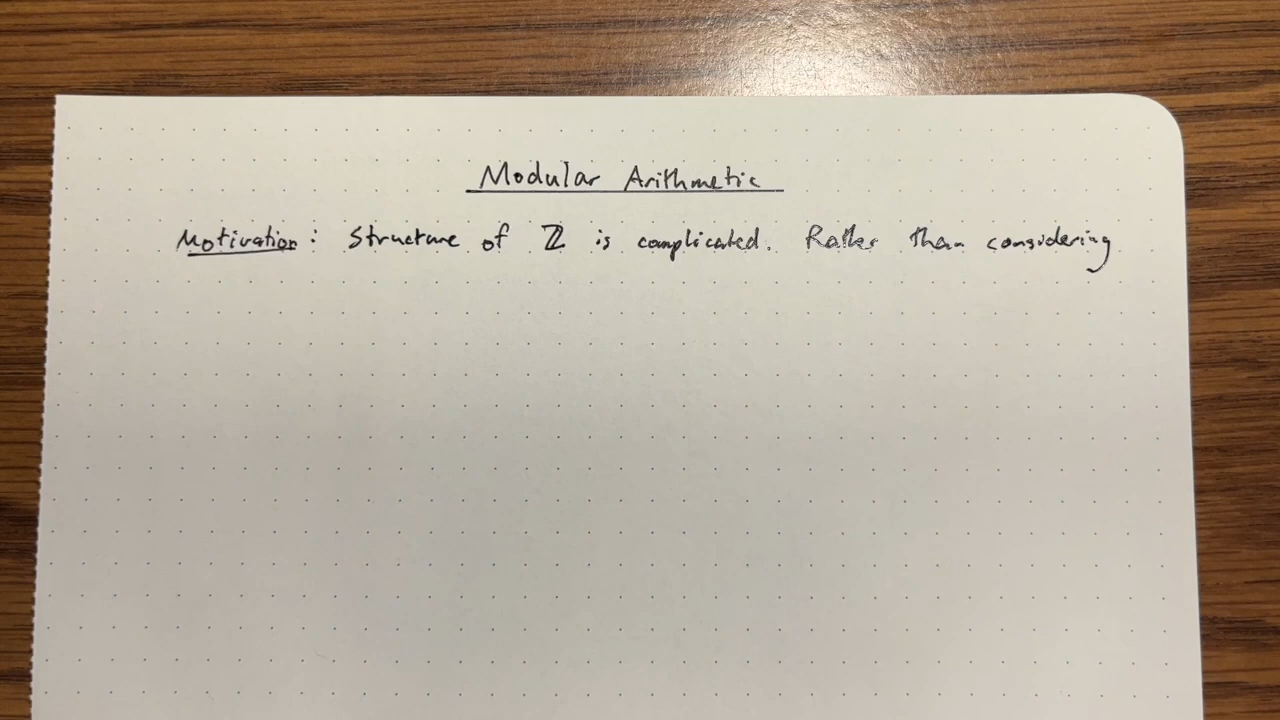 Modular Arithmetic
Motivation: Structure of ℤ is complicated. Rather than considering